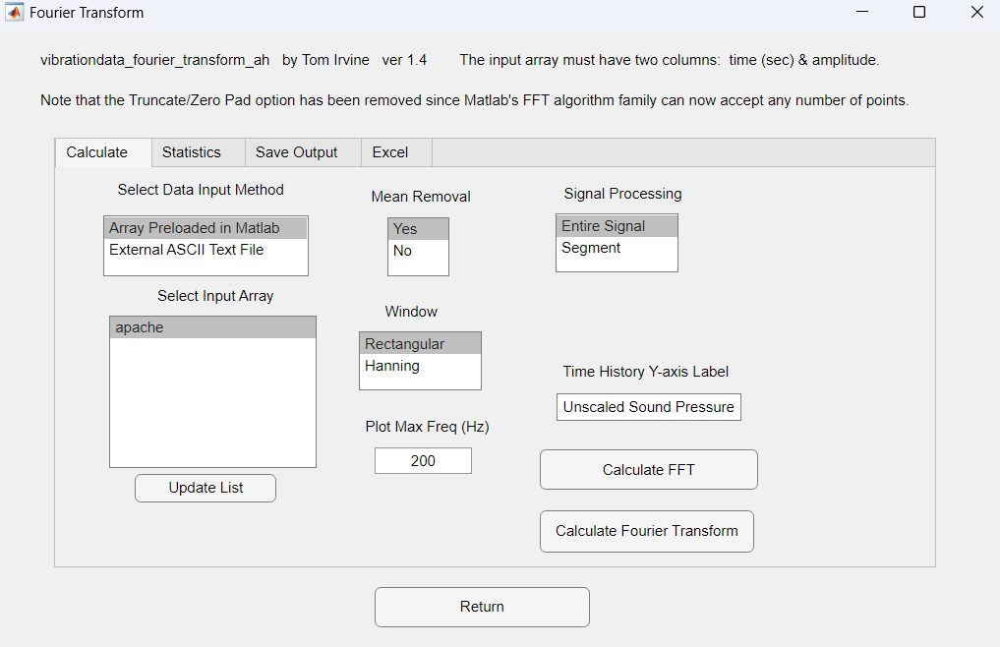 Fourier Transform
vibrationdata_fourier_transform_ah by Tom Irvine ver 1.4 The input array must have two columns: time (sec) & amplitude.
Note that the Truncate/Zero Pad option has been removed since Matlab's FFT algorithm family can now accept any number of points.
Calculate Statistics Save Output Excel
Select Data Input Method
Array Preloaded in Matlab
External ASCII Text File
Select Input Array
apache
Update List
Mean Removal
Yes
No
Window
Rectangular
Hanning
Plot Max Freq (Hz)
200
Signal Processing
Entire Signal
Segment
Time History Y-axis Label
Unscaled Sound Pressure
Calculate FFT
Calculate Fourier Transform
Return